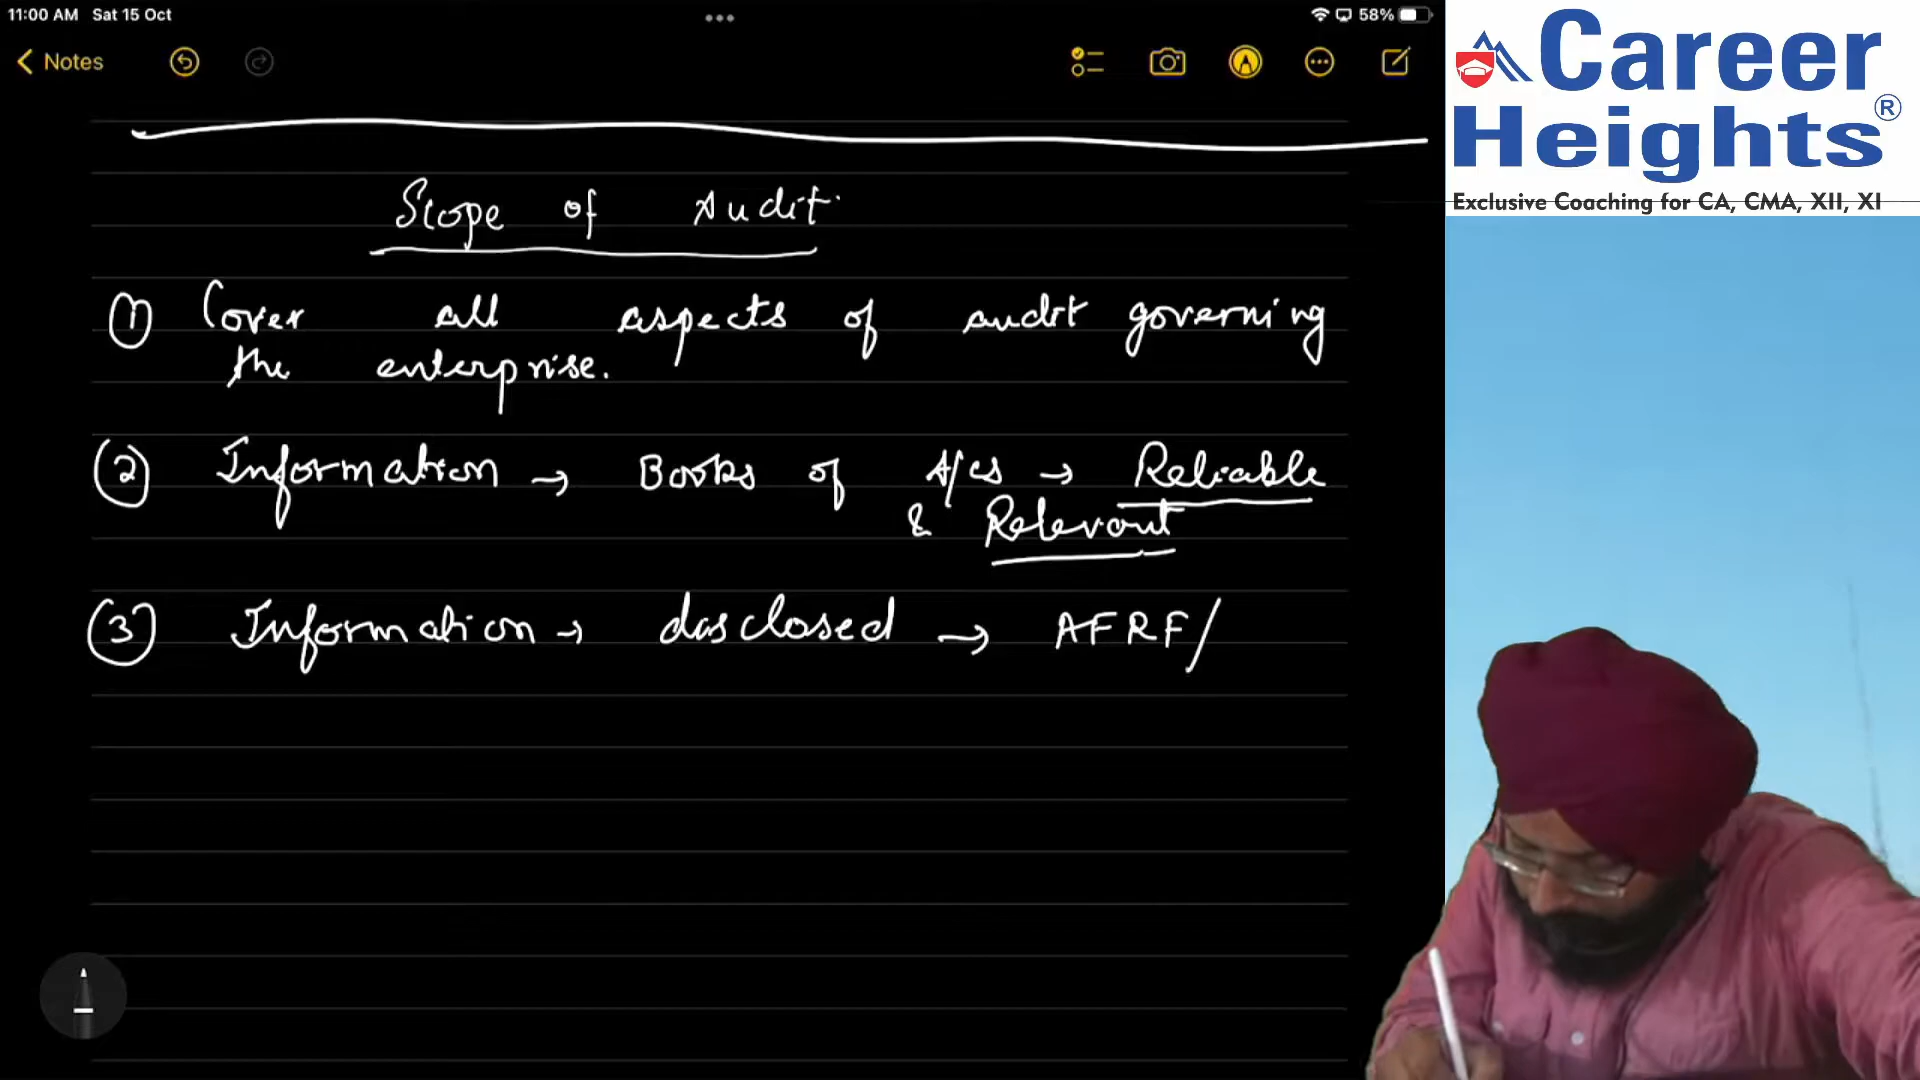 11:00 AM Sat 15 Oct
58%
Notes
Career
Heights®
Exclusive Coaching for CA, CMA, XII, XI
Scope of Audit
① Cover all aspects of audit governing
the enterprise.
② Information → Books of A/cs → Reliable
& Relevant
③ Information → disclosed → AFRF/